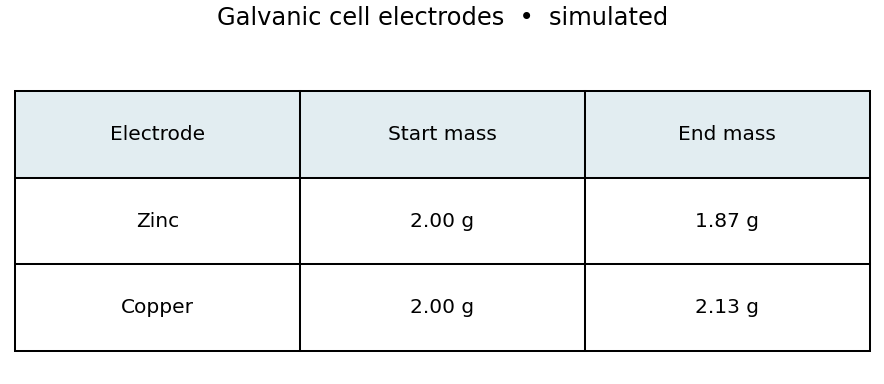 Galvanic cell electrodes • simulated
Electrode Start mass End mass
Zinc 2.00 g 1.87 g
Copper 2.00 g 2.13 g